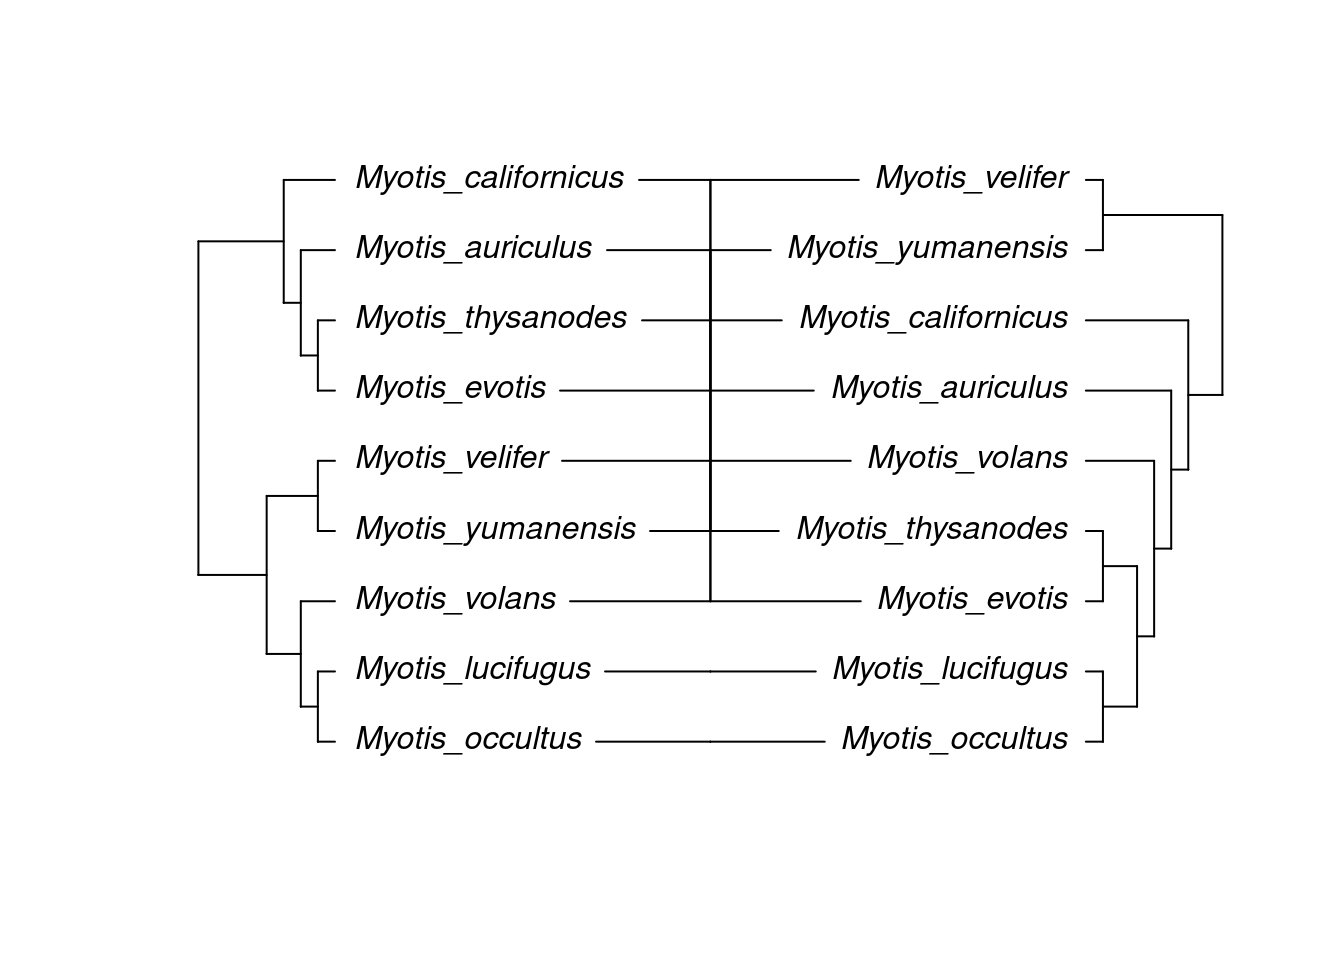 Myotis_californicus Myotis_velifer
Myotis_auriculus Myotis_yumanensis
Myotis_thysanodes Myotis_californicus
Myotis_evotis Myotis_auriculus
Myotis_velifer Myotis_volans
Myotis_yumanensis Myotis_thysanodes
Myotis_volans Myotis_evotis
Myotis_lucifugus Myotis_lucifugus
Myotis_occultus Myotis_occultus